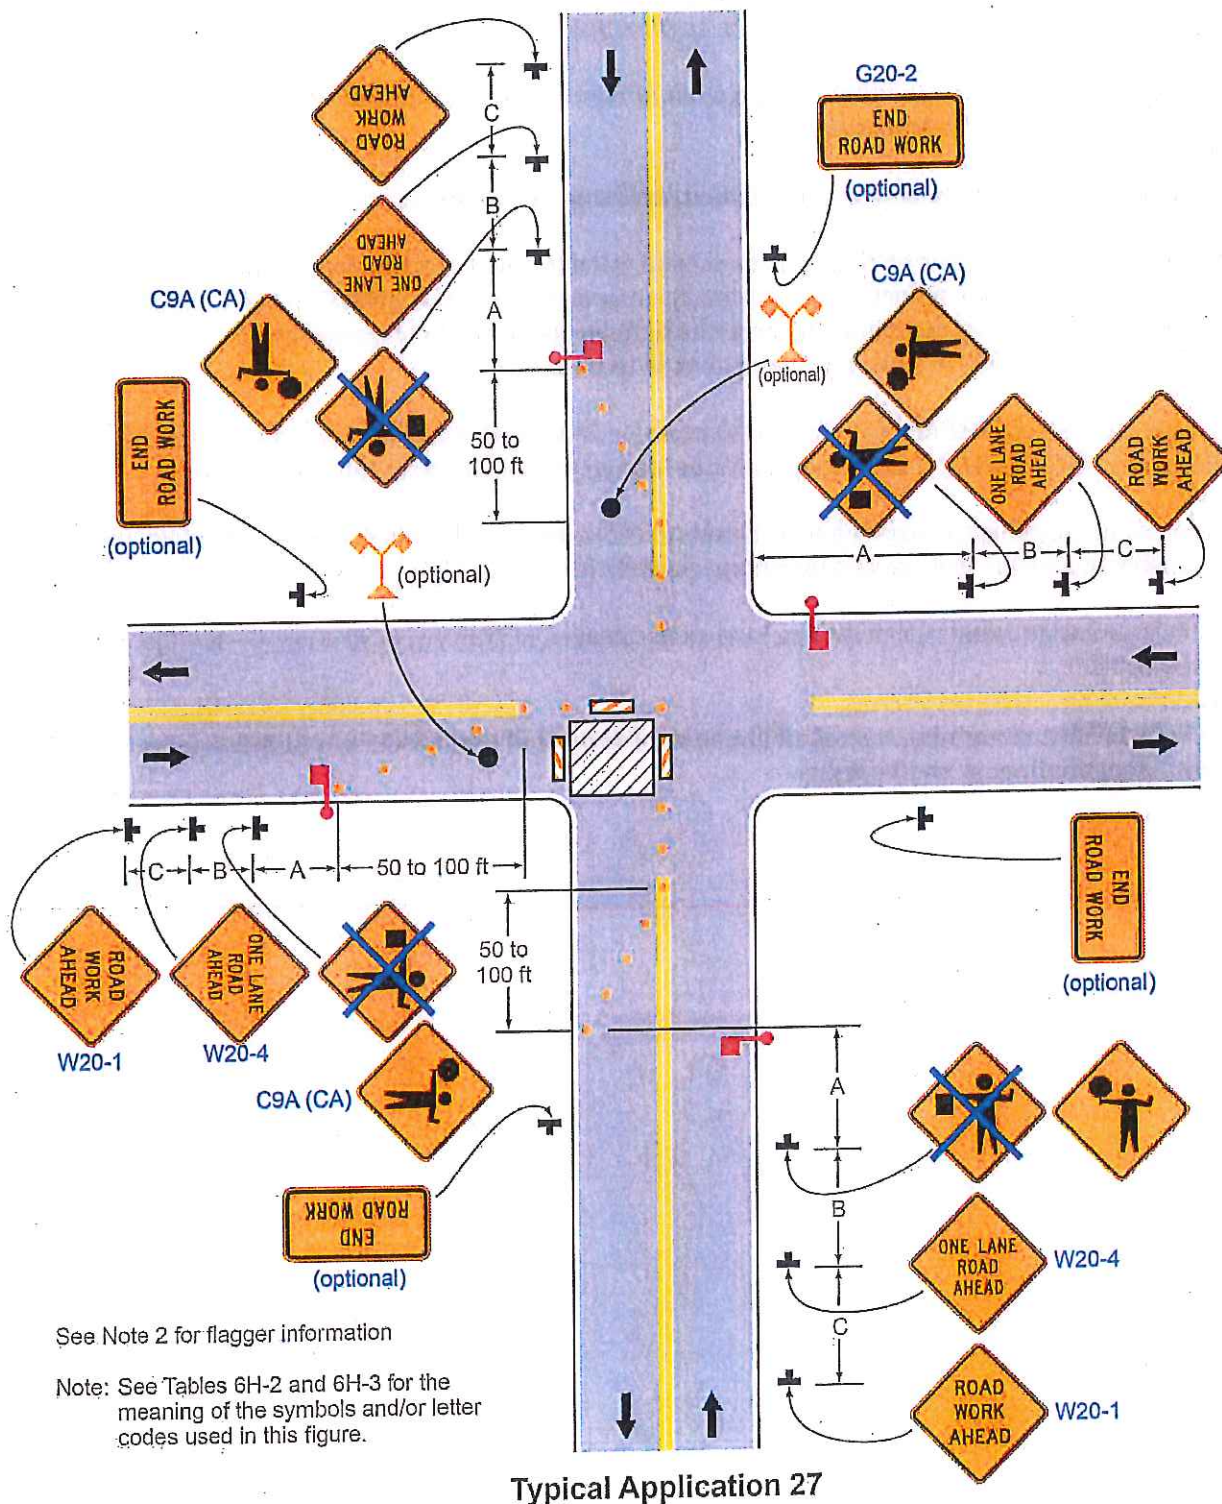 ROAD
WORK
AHEAD
C
B
A
50 to
100 ft
ONE LANE
ROAD
AHEAD
C9A (CA)
END
ROAD WORK
(optional)
(optional)
G20-2
END
ROAD WORK
(optional)
(optional)
C9A (CA)
ONE LANE
ROAD
AHEAD
ROAD
WORK
AHEAD
A
B
C
C
B
A
50 to 100 ft
ROAD
WORK
AHEAD
W20-1
ONE LANE
ROAD
AHEAD
W20-4
C9A (CA)
50 to
100 ft
END
ROAD WORK
(optional)
END
ROAD WORK
(optional)
A
B
C
ONE LANE
ROAD
AHEAD
W20-4
ROAD
WORK
AHEAD
W20-1
See Note 2 for flagger information
Note: See Tables 6H-2 and 6H-3 for the
meaning of the symbols and/or letter
codes used in this figure.
Typical Application 27